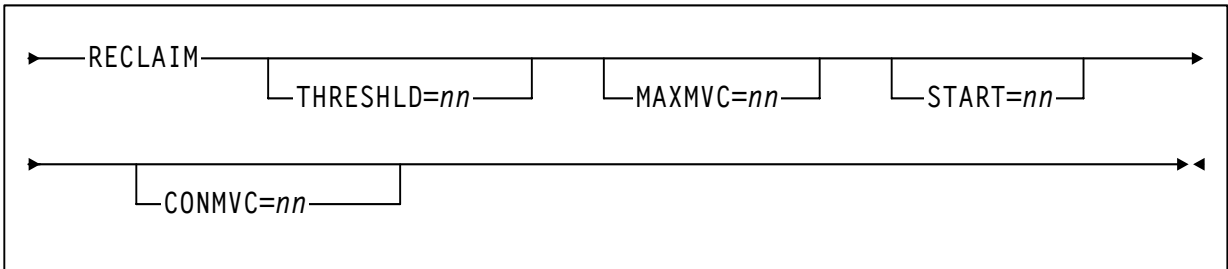 RECLAIM
THRESHLD=nn
MAXMVC=nn
START=nn
CONMVC=nn